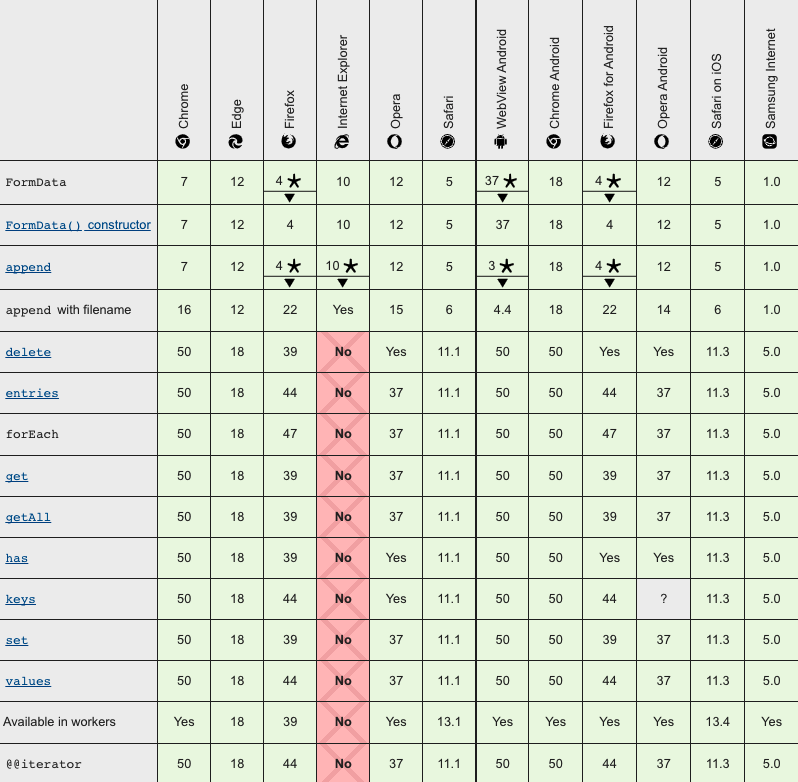 Chrome Edge Firefox Internet Explorer Opera Safari WebView Android Chrome Android Firefox for Android Opera Android Safari on iOS Samsung Internet
FormData 7 12 4 ★ 10 12 5 37 ★ 18 4 ★ 12 5 1.0
FormData() constructor 7 12 4 10 12 5 37 18 4 12 5 1.0
append 7 12 4 ★ 10 ★ 12 5 3 ★ 18 4 ★ 12 5 1.0
append with filename 16 12 22 Yes 15 6 4.4 18 22 14 6 1.0
delete 50 18 39 No Yes 11.1 50 50 Yes Yes 11.3 5.0
entries 50 18 44 No 37 11.1 50 50 44 37 11.3 5.0
forEach 50 18 47 No 37 11.1 50 50 47 37 11.3 5.0
get 50 18 39 No 37 11.1 50 50 39 37 11.3 5.0
getAll 50 18 39 No 37 11.1 50 50 39 37 11.3 5.0
has 50 18 39 No Yes 11.1 50 50 Yes Yes 11.3 5.0
keys 50 18 44 No Yes 11.1 50 50 44 ? 11.3 5.0
set 50 18 39 No 37 11.1 50 50 39 37 11.3 5.0
values 50 18 44 No 37 11.1 50 50 44 37 11.3 5.0
Available in workers Yes 18 39 No Yes 13.1 Yes Yes Yes Yes 13.4 Yes
@@iterator 50 18 44 No 37 11.1 50 50 44 37 11.3 5.0